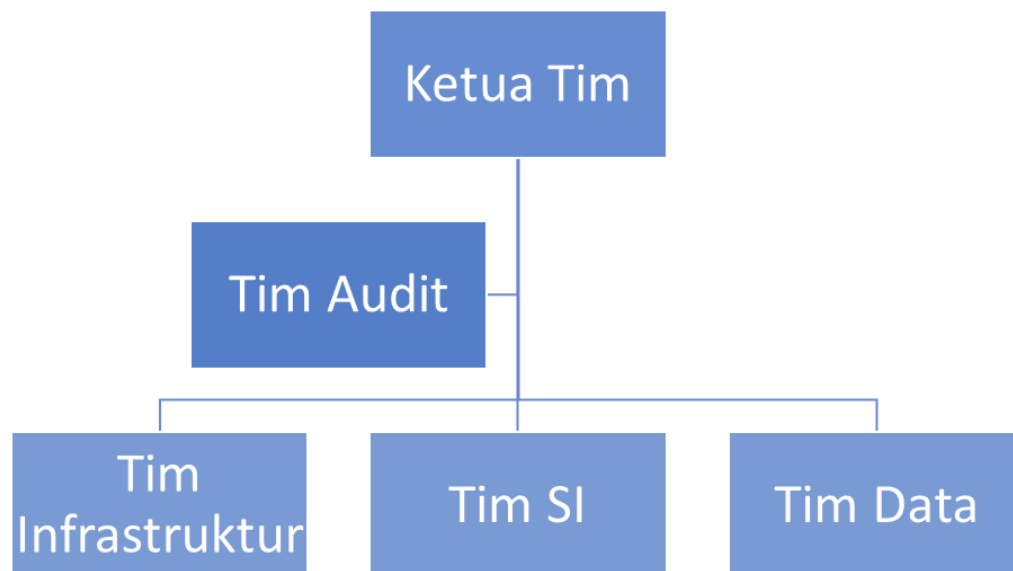 Ketua Tim
Tim Audit
Tim
Infrastruktur
Tim SI
Tim Data